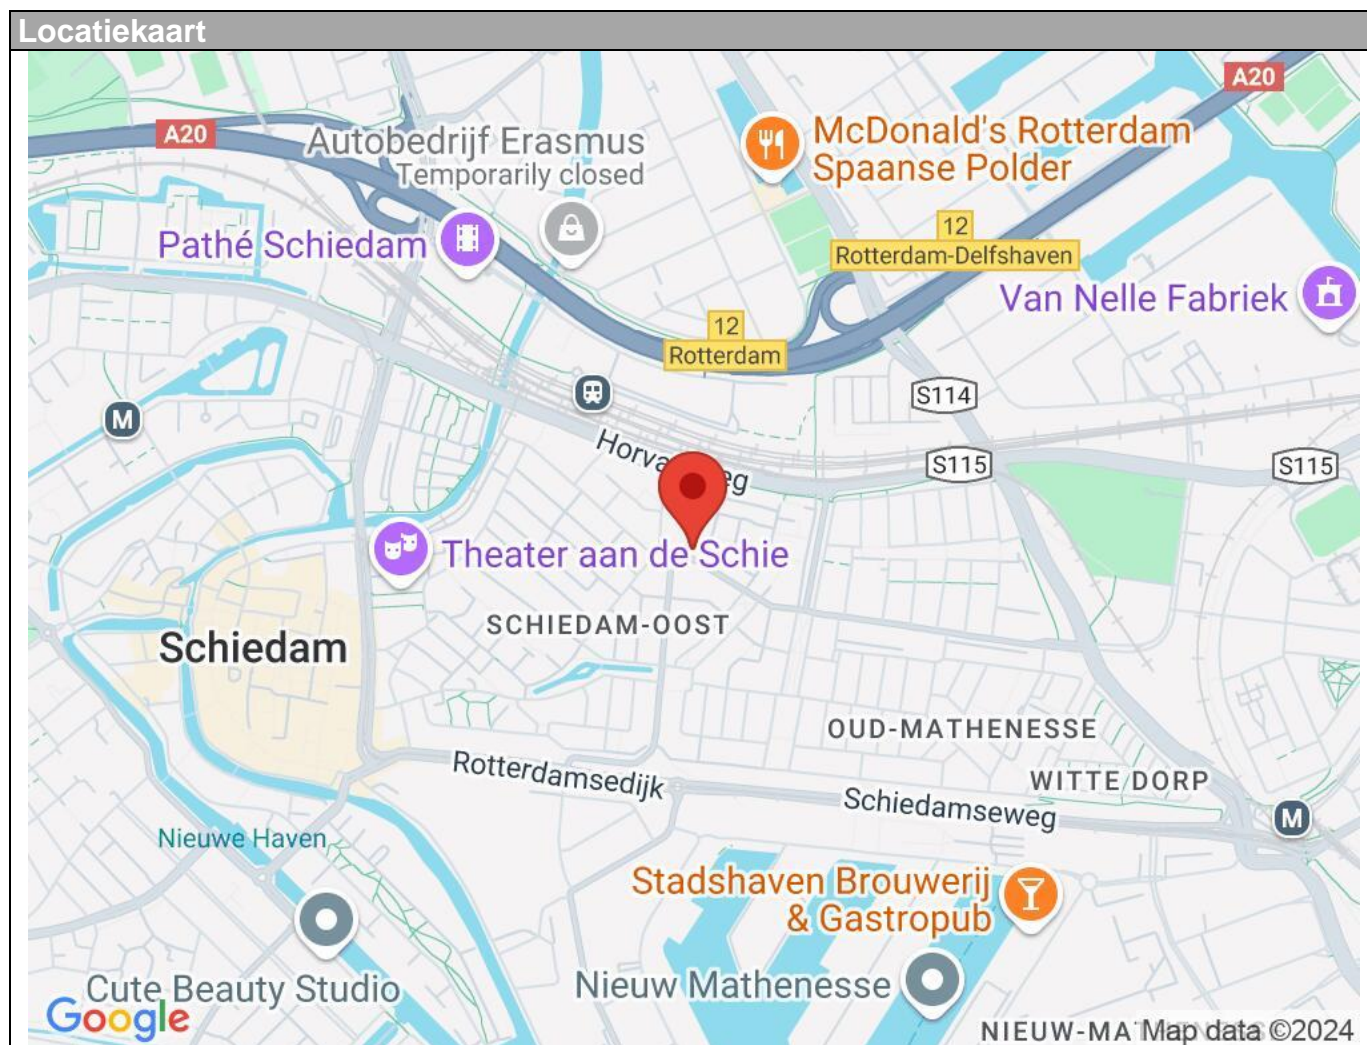 Locatiekaart
A20
A20
Autobedrijf Erasmus
Temporarily closed
McDonald's Rotterdam
Spaanse Polder
Pathé Schiedam
12
Rotterdam-Delfshaven
Van Nelle Fabriek
12
Rotterdam
S114
M
S115
S115
Theater aan de Schie
SCHIEDAM-OOST
Schiedam
OUD-MATHENESSE
WITTE DORP
Rotterdamsedijk
Schiedamseweg
M
Nieuwe Haven
Stadshaven Brouwerij
& Gastropub
Nieuw Mathenesse
Cute Beauty Studio
Google
Map data ©2024